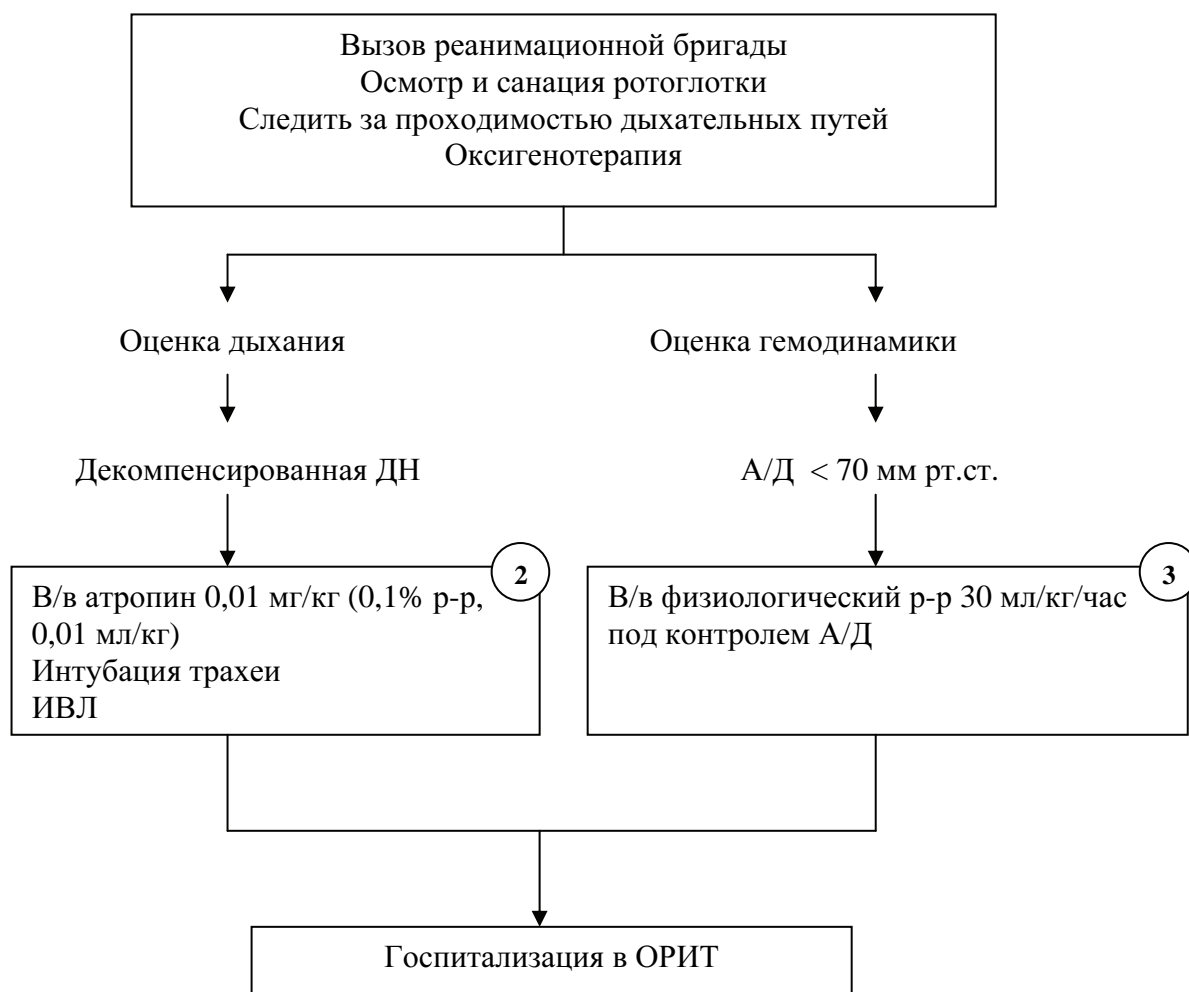 Вызов реанимационной бригады
Осмотр и санация ротоглотки
Следить за проходимостью дыхательных путей
Оксигенотерапия
Оценка дыхания
Оценка гемодинамики
Декомпенсированная ДН
А/Д < 70 мм рт.ст.
2
В/в атропин 0,01 мг/кг (0,1% р-р,
0,01 мл/кг)
Интубация трахеи
ИВЛ
3
В/в физиологический р-р 30 мл/кг/час
под контролем А/Д
Госпитализация в ОРИТ